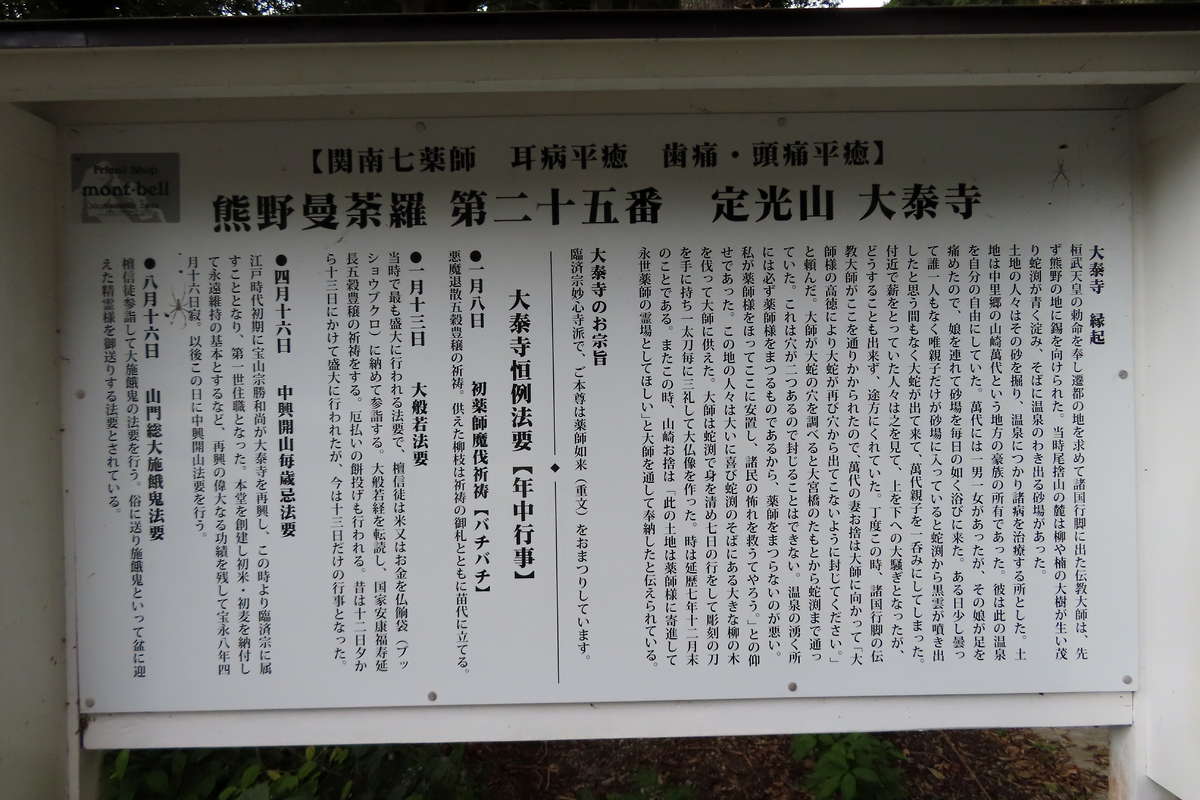 【関南七薬師 耳病平癒 歯痛・頭痛平癒】
熊野曼荼羅 第二十五番 定光山 大泰寺
Friend Shop
mont-bell
大泰寺 縁起
桓武天皇の勅命を奉し遷都の地を求めて諸国行脚に出た伝教大師は、先
ず熊野の地に錫を向けられた。当時尾捨山の麓は柳や楠の大樹が生い茂
り蛇渕が青く淀み、そばに温泉のわき出る砂場があった。
土地の人々はその砂を掘り、温泉につかり諸病を治療する所とした。土
地は中里郷の山崎萬代という地方の豪族の所有であった。彼は此の温泉
を自分の自由にしていた。萬代には一男一女があったが、その娘が足を
痛めたので、娘を連れて砂場を毎日の如く浴びに来た。ある日少し曇っ
て誰一人もなく唯親子だけが砂場に入っていると蛇渕から黒雲が噴き出
したと思う間もなく大蛇が出て来て、萬代親子を一呑みにしてしまった。
付近で薪をとっていた人々は之を見て、上を下への大騒ぎとなったが、
どうすることも出来ず、途方にくれていた。丁度この時、諸国行脚の伝
教大師がここを通りかかられたので、萬代の妻お捨は大師に向かって「大
師様の高徳により大蛇が再び穴から出てこないように封じてください。」
と頼んだ。大師が大蛇の穴を調べると大宮橋のたもとから蛇渕まで通っ
ていた。これは穴が二つあるので封じることはできない。温泉の湧く所
には必ず薬師様をまつるものであるから、薬師をまつらないのが悪い。
私が薬師様をほってここに安置し、諸民の怖れを救うてやろう。」との仰
せであった。この地の人々は大いに喜び蛇渕のそばにある大きな柳の木
を伐って大師に供えた。大師は蛇渕で身を清め七日の行をして彫刻の刀
を手に持ち一太刀毎に三礼して大仏像を作った。時は延歴七年十二月末
のことである。またこの時、山崎お捨は「此の土地は薬師様に寄進して
永世薬師の霊場としてほしい」と大師を通して奉納したと伝えられている。
大泰寺のお宗旨
臨済宗妙心寺派で、ご本尊は薬師如来（重文）をおまつりしています。
大泰寺恒例法要【年中行事】
●一月八日 初薬師魔伐祈祷【バチバチ】
悪魔退散五穀豊穣の祈祷。供えた柳枝は祈祷の御札とともに苗代に立てる。
●一月十三日 大般若法要
当時で最も盛大に行われる法要で、檀信徒は米又はお金を仏餉袋（ブッ
ショウブクロ）に納めて参詣する。大般若経を転読し、国家安康福寿延
長五穀豊穣の祈祷をする。厄払いの餅投げも行われる。昔は十二日夕か
ら十三日にかけて盛大に行われたが、今は十三日だけの行事となった。
●四月十六日 中興開山毎歳忌法要
江戸時代初期に宝山宗勝和尚が大泰寺を再興し、この時より臨済宗に属
すこととなり、第一世住職となった。本堂を創建し初米・初麦を納付し
て永遠維持の基本とするなど、再興の偉大なる功績を残して宝永八年四
月十六日寂。以後この日に中興開山法要を行う。
●八月十六日 山門総大施餓鬼法要
檀信徒参詣して大施餓鬼の法要を行う。俗に送り施餓鬼といって盆に迎
えた精霊様を御送りする法要とされている。